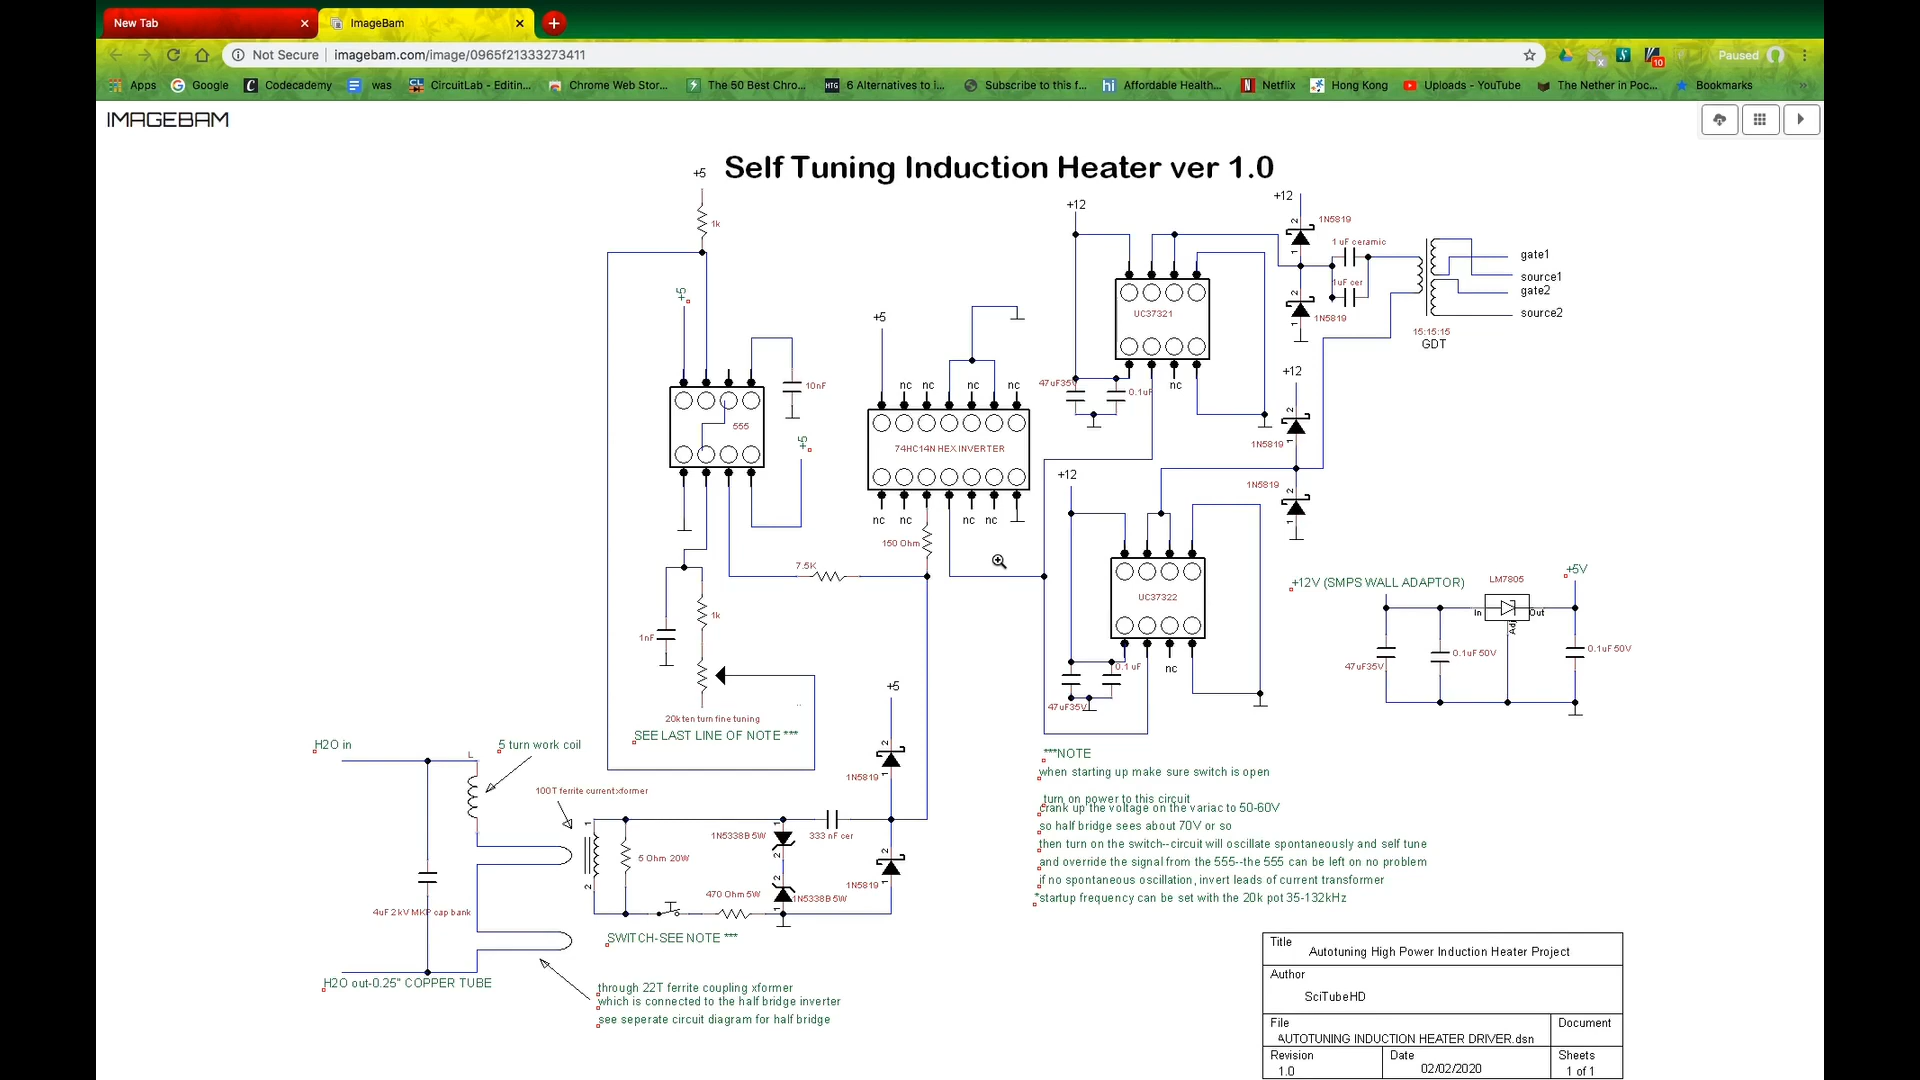 New Tab
ImageBam
Not Secure imagebam.com/image/0965f21333273411
10
Paused
Apps Google Codecademy was CircuitLab - Editin... Chrome Web Stor... The 50 Best Chro... 6 Alternatives to i... Subscribe to this f... Affordable Health... Netflix Hong Kong Uploads - YouTube The Nether in Poc... Bookmarks
IMAGEBAM
Self Tuning Induction Heater ver 1.0
+5
1k
+5
555
10nF
+5
1nF
1k
20k ten turn fine tuning
SEE LAST LINE OF NOTE ***
7.5K
+5
nc nc nc nc
74HC14N HEX INVERTER
nc nc nc nc
150 Ohm
+12
UC37321
47uF35V
0.1uF
nc
+12
1N5819
1 uF ceramic
1uF cer
1N5819
gate1
source1
gate2
source2
15:15:15
GDT
+12
1N5819
1N5819
+12
UC37322
0.1 uF
nc
47uF35V
+12V (SMPS WALL ADAPTOR)
LM7805
+5V
In
Out
Adj
47uF35V
0.1uF 50V
0.1uF 50V
H2O in
L
5 turn work coil
100T ferrite current xformer
4uF 2 kV MKP cap bank
H2O out-0.25" COPPER TUBE
1
2
5 Ohm 20W
1N5338B 5W
333 nF cer
470 Ohm 5W
1N5338B 5W
+5
1N5819
1N5819
SWITCH-SEE NOTE ***
through 22T ferrite coupling xformer
which is connected to the half bridge inverter
see seperate circuit diagram for half bridge
***NOTE
when starting up make sure switch is open
turn on power to this circuit
crank up the voltage on the variac to 50-60V
so half bridge sees about 70V or so
then turn on the switch--circuit will oscillate spontaneously and self tune
and override the signal from the 555--the 555 can be left on no problem
if no spontaneous oscillation, invert leads of current transformer
*startup frequency can be set with the 20k pot 35-132kHz
Title
Autotuning High Power Induction Heater Project
Author
SciTubeHD
File
AUTOTUNING INDUCTION HEATER DRIVER.dsn
Document
Revision
1.0
Date
02/02/2020
Sheets
1 of 1